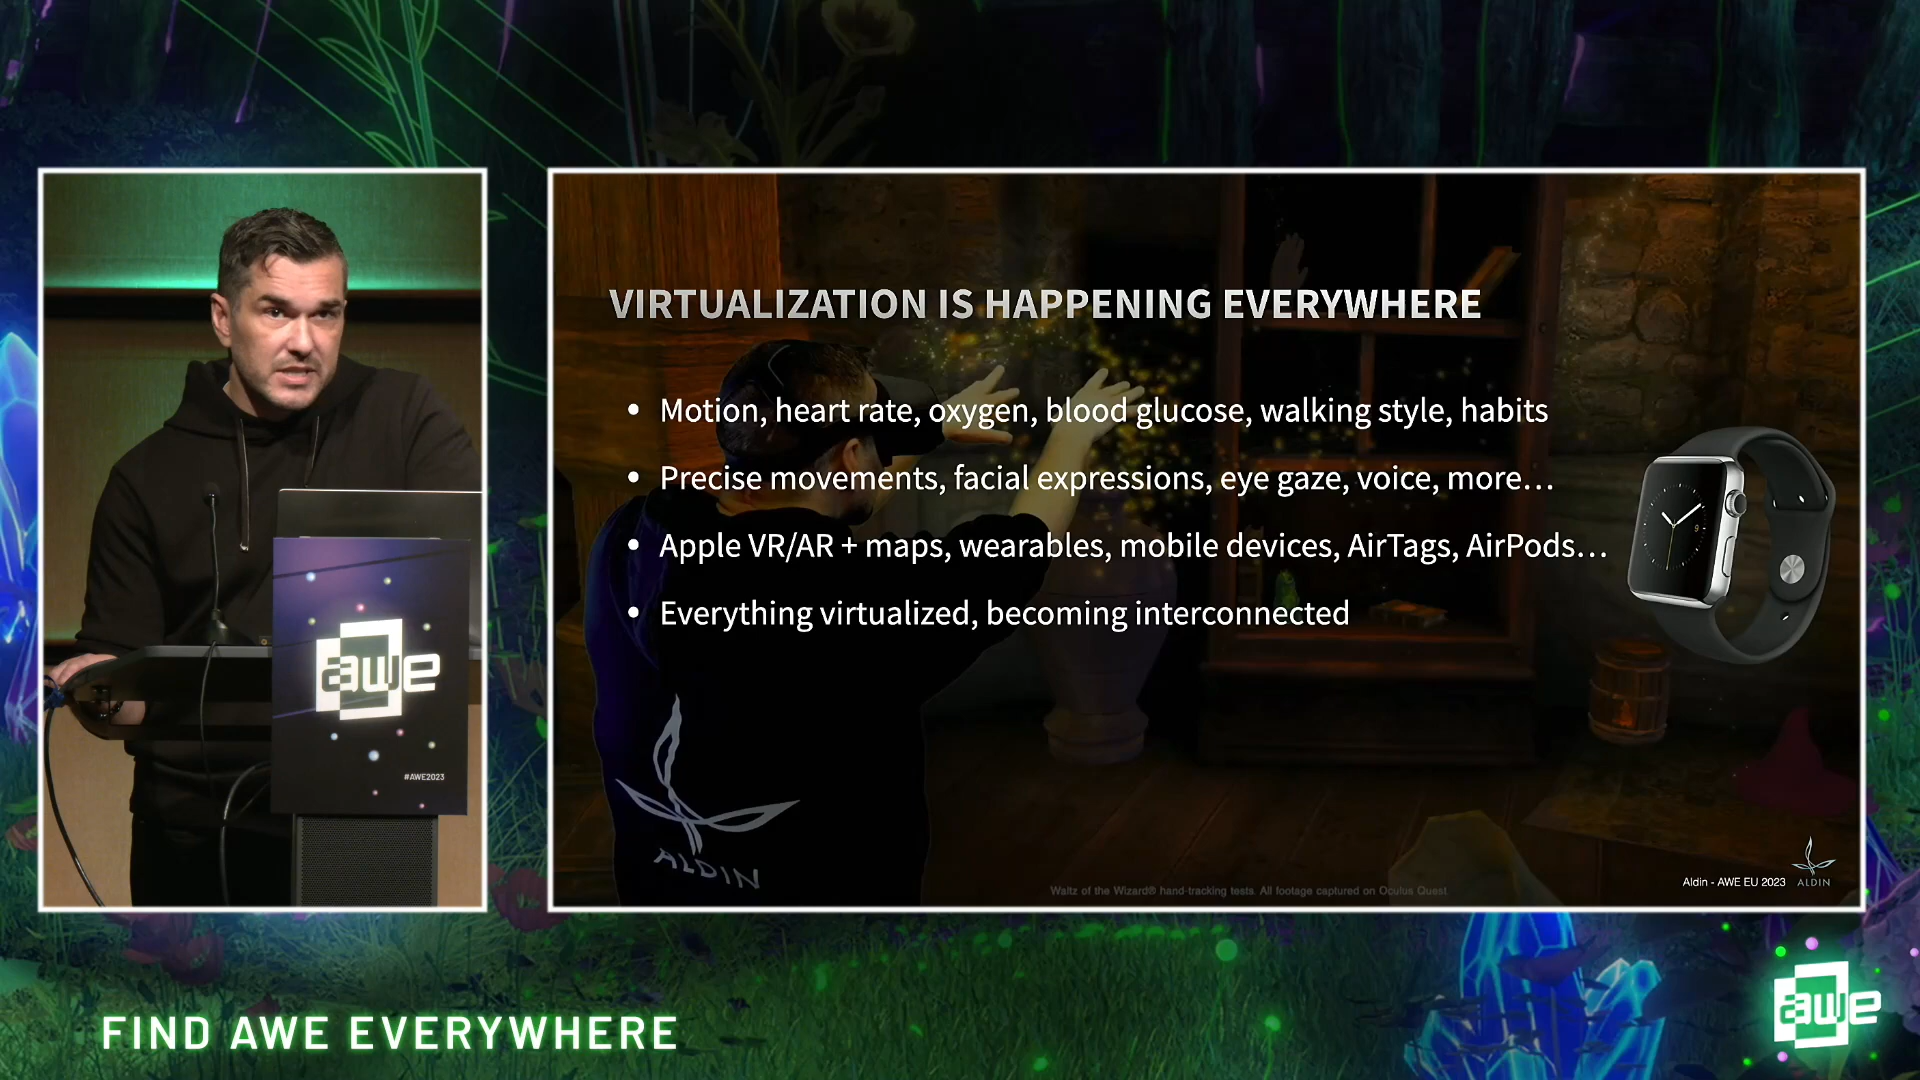 VIRTUALIZATION IS HAPPENING EVERYWHERE
• Motion, heart rate, oxygen, blood glucose, walking style, habits
• Precise movements, facial expressions, eye gaze, voice, more...
• Apple VR/AR + maps, wearables, mobile devices, AirTags, AirPods...
• Everything virtualized, becoming interconnected
9
awe
#AWE2023
ALDIN
Waltz of the Wizard® hand-tracking tests. All footage captured on Oculus Quest.
Aldin - AWE EU 2023
ALDIN
FIND AWE EVERYWHERE
awe